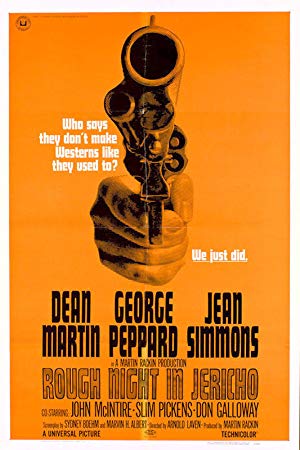 Who says
they don't make
Westerns like
they used to?
We just did.
DEAN GEORGE JEAN
MARTIN PEPPARD SIMMONS
IN A MARTIN RACKIN PRODUCTION
ROUGH NIGHT IN JERICHO
CO-STARRING JOHN McINTIRE · SLIM PICKENS · DON GALLOWAY
Screenplay by SYDNEY BOEHM and MARVIN H. ALBERT · Directed by ARNOLD LAVEN · Produced by MARTIN RACKIN
A UNIVERSAL PICTURE TECHNICOLOR